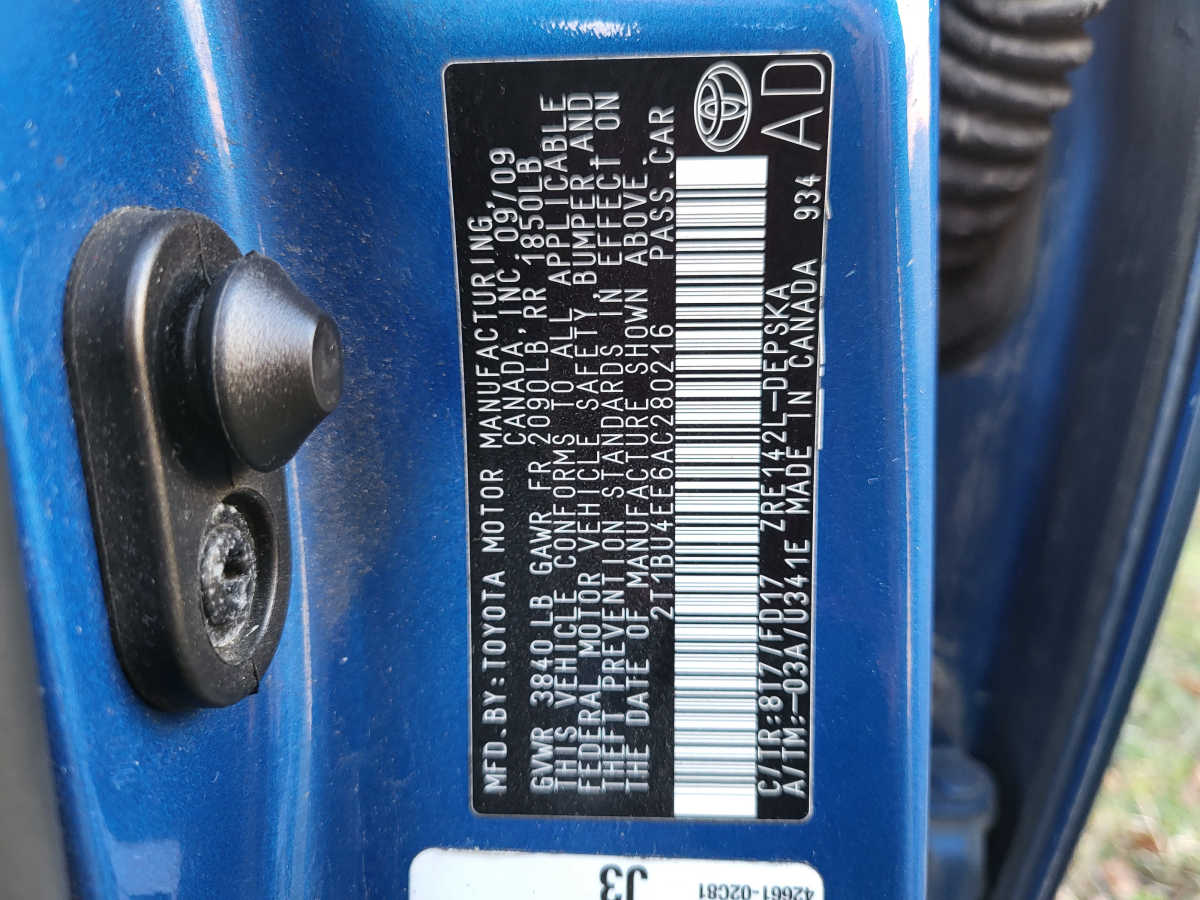 MFD.BY:TOYOTA MOTOR MANUFACTURING,
CANADA,INC. 09/09
GVWR 3840 LB GAWR FR 2090LB, RR 1850LB
THIS VEHICLE CONFORMS TO ALL APPLICABLE
FEDERAL MOTOR VEHICLE SAFETY, BUMPER, AND
THEFT PREVENTION STANDARDS IN EFFECT ON
THE DATE OF MANUFACTURE SHOWN ABOVE.
2T1BU4EE6AC280216 PASS.CAR
C/TR:8TZ/FD17 ZRE142L-DEPSKA
A/TM:-03A/U341E MADE IN CANADA 934 AD
J3
42661-02C81